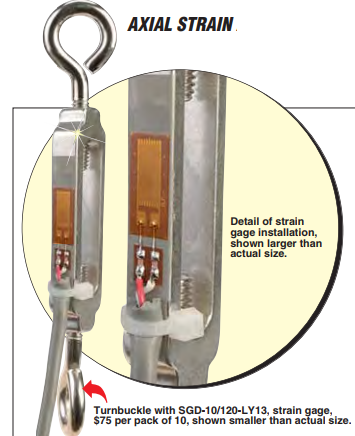 AXIAL STRAIN
Detail of strain
gage installation,
shown larger than
actual size.
Turnbuckle with SGD-10/120-LY13, strain gage,
$75 per pack of 10, shown smaller than actual size.